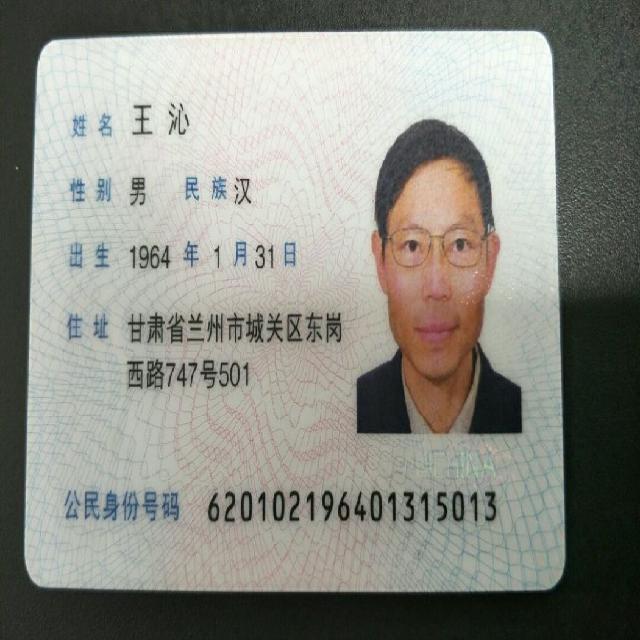 姓名 王沁
性别 男 民族 汉
出生 1964 年 1 月 31 日
住址 甘肃省兰州市城关区东岗
西路747号501
公民身份号码 620102196401315013